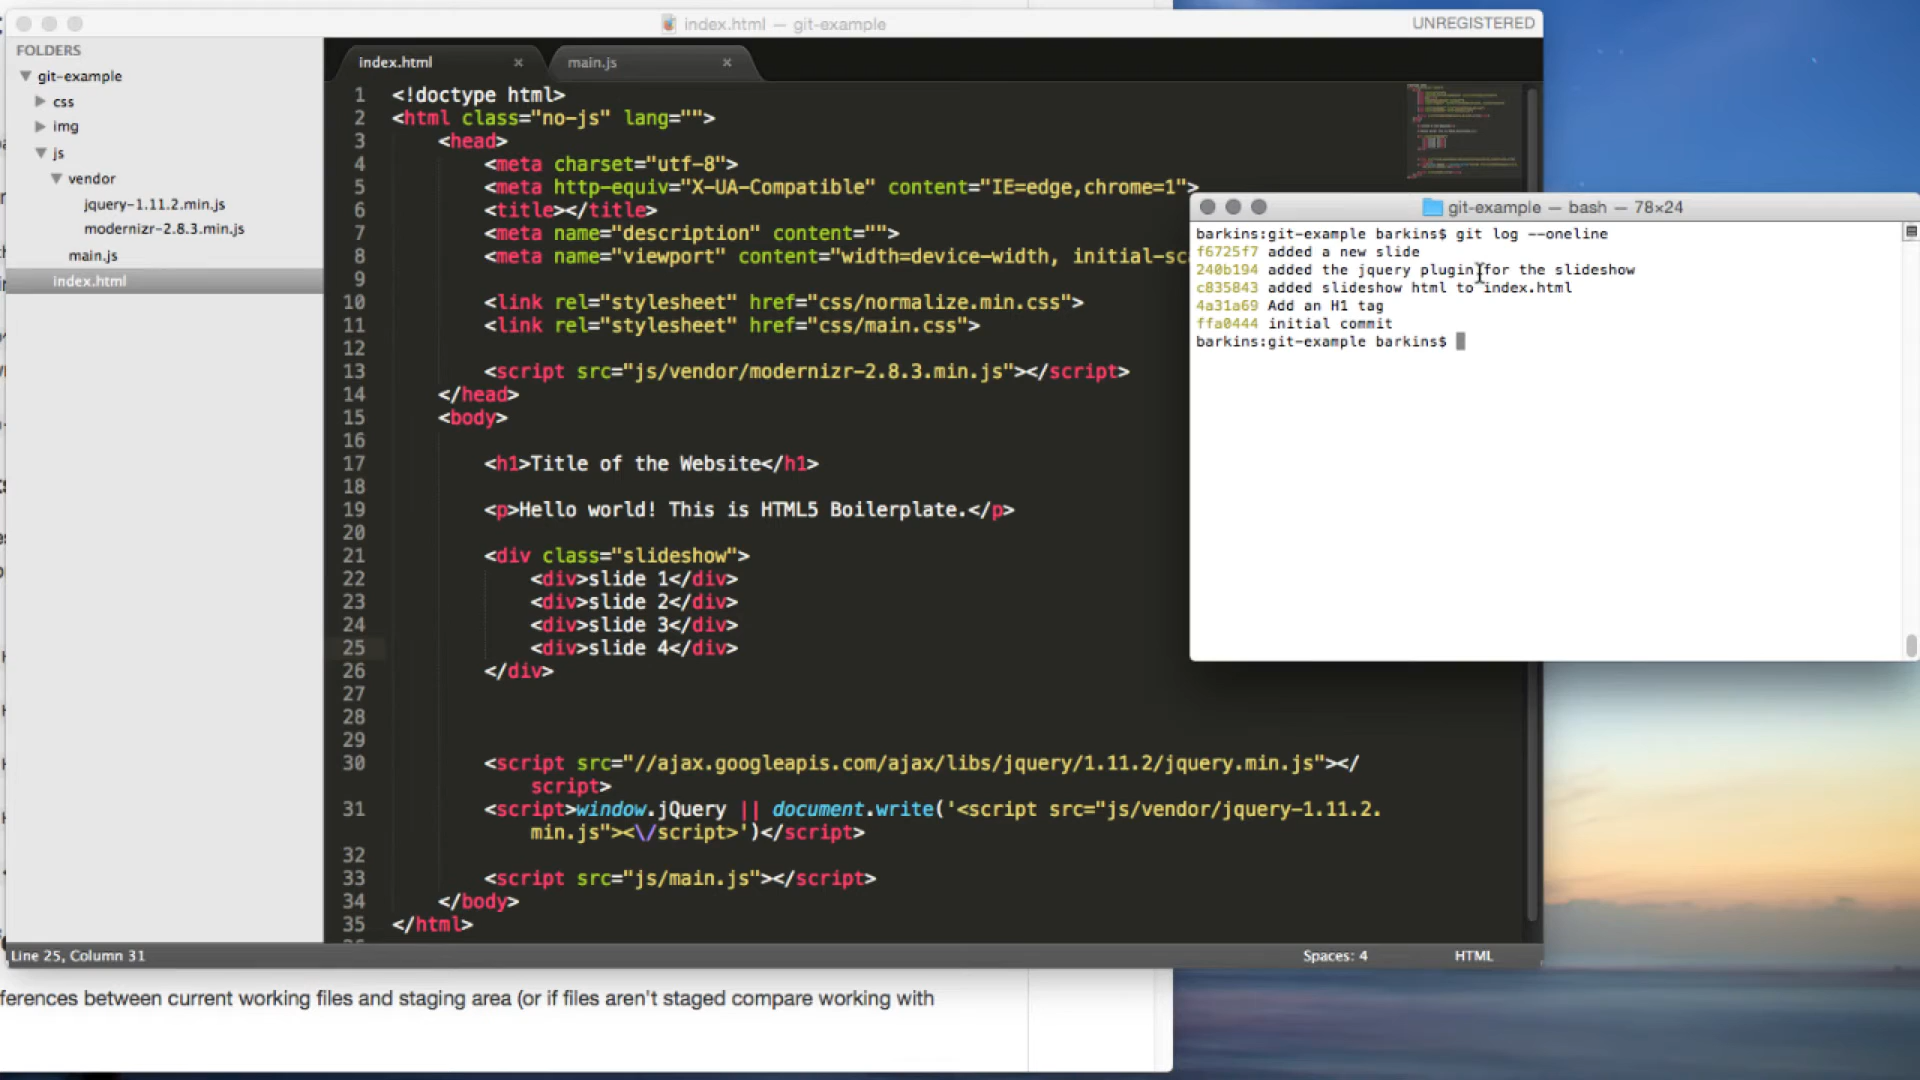 index.html — git-example
UNREGISTERED
FOLDERS
git-example
css
img
js
vendor
jquery-1.11.2.min.js
modernizr-2.8.3.min.js
main.js
index.html
index.html ×
main.js ×
1 <!doctype html>
2 <html class="no-js" lang="">
3 <head>
4 <meta charset="utf-8">
5 <meta http-equiv="X-UA-Compatible" content="IE=edge,chrome=1">
6 <title></title>
7 <meta name="description" content="">
8 <meta name="viewport" content="width=device-width, initial-sc
9
10 <link rel="stylesheet" href="css/normalize.min.css">
11 <link rel="stylesheet" href="css/main.css">
12
13 <script src="js/vendor/modernizr-2.8.3.min.js"></script>
14 </head>
15 <body>
16
17 <h1>Title of the Website</h1>
18
19 <p>Hello world! This is HTML5 Boilerplate.</p>
20
21 <div class="slideshow">
22 <div>slide 1</div>
23 <div>slide 2</div>
24 <div>slide 3</div>
25 <div>slide 4</div>
26 </div>
27
28
29
30 <script src="//ajax.googleapis.com/ajax/libs/jquery/1.11.2/jquery.min.js"></
script>
31 <script>window.jQuery || document.write('<script src="js/vendor/jquery-1.11.2.
min.js"><\/script>')</script>
32
33 <script src="js/main.js"></script>
34 </body>
35 </html>
Line 25, Column 31
Spaces: 4
HTML
git-example — bash — 78×24
barkins:git-example barkins$ git log --oneline
f6725f7 added a new slide
240b194 added the jquery plugin for the slideshow
c835843 added slideshow html to index.html
4a31a69 Add an H1 tag
ffa0444 initial commit
barkins:git-example barkins$
ferences between current working files and staging area (or if files aren't staged compare working with